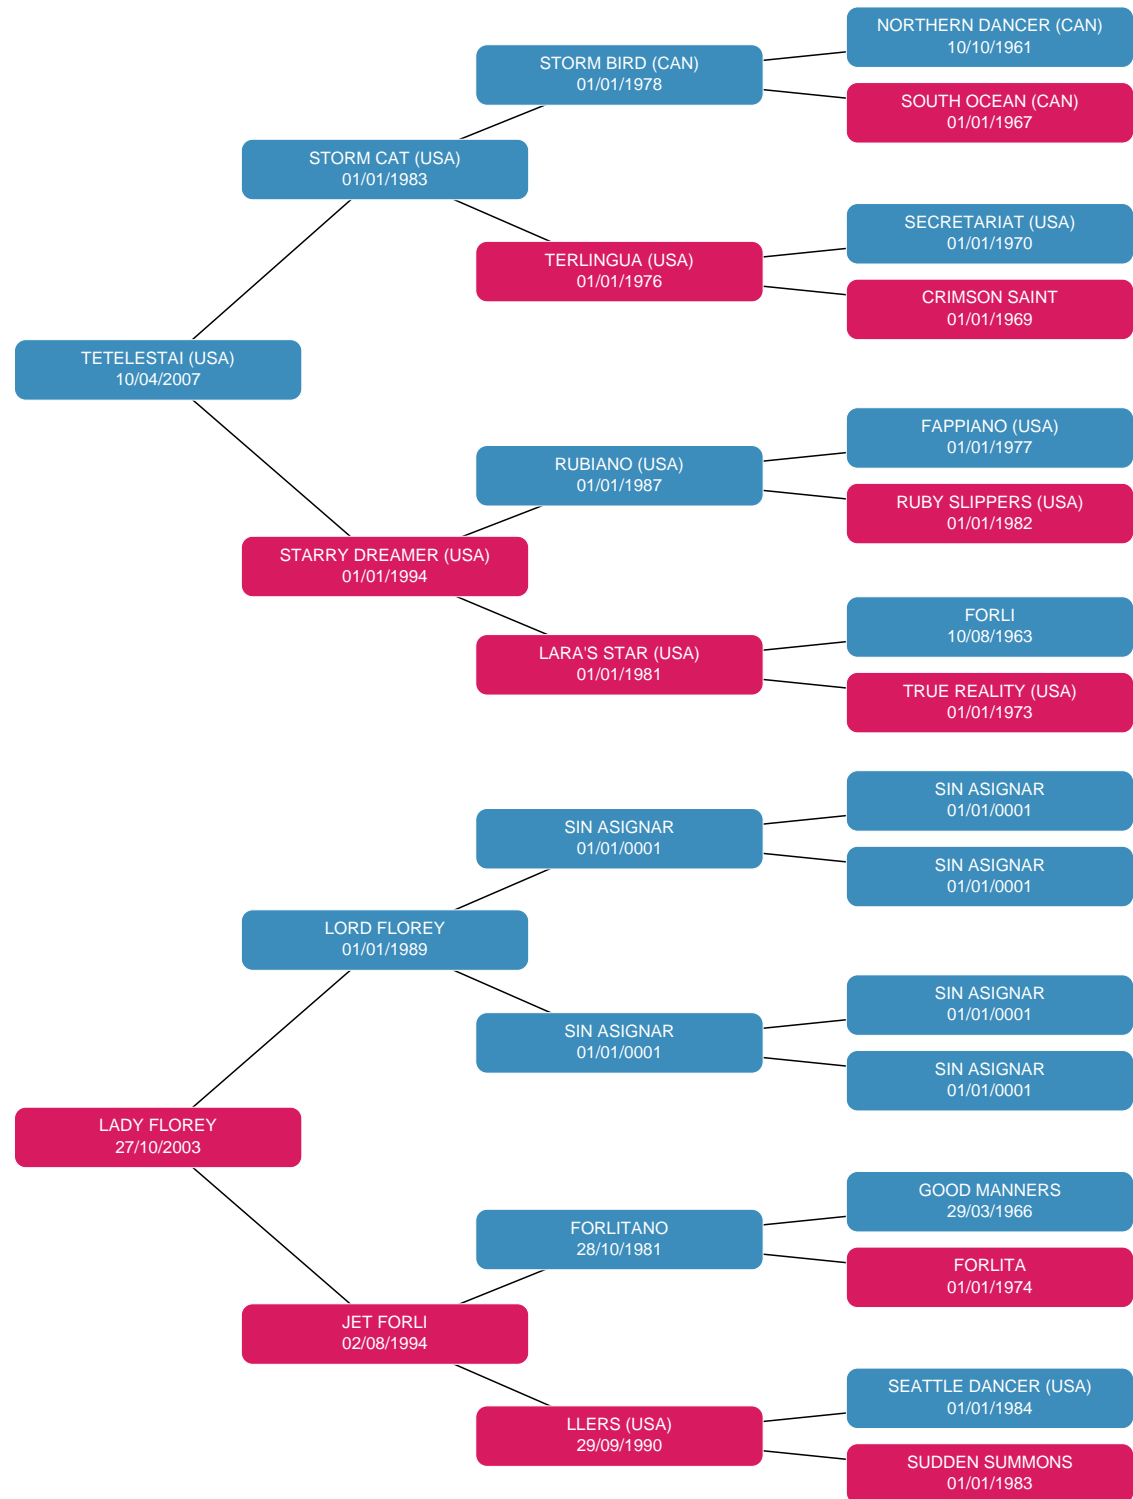 NORTHERN DANCER (CAN)
10/10/1961
STORM BIRD (CAN)
01/01/1978
SOUTH OCEAN (CAN)
01/01/1967
STORM CAT (USA)
01/01/1983
SECRETARIAT (USA)
01/01/1970
TERLINGUA (USA)
01/01/1976
CRIMSON SAINT
01/01/1969
TETELESTAI (USA)
10/04/2007
FAPPIANO (USA)
01/01/1977
RUBIANO (USA)
01/01/1987
RUBY SLIPPERS (USA)
01/01/1982
STARRY DREAMER (USA)
01/01/1994
FORLI
10/08/1963
LARA'S STAR (USA)
01/01/1981
TRUE REALITY (USA)
01/01/1973
SIN ASIGNAR
01/01/0001
SIN ASIGNAR
01/01/0001
SIN ASIGNAR
01/01/0001
LORD FLOREY
01/01/1989
SIN ASIGNAR
01/01/0001
SIN ASIGNAR
01/01/0001
SIN ASIGNAR
01/01/0001
LADY FLOREY
27/10/2003
GOOD MANNERS
29/03/1966
FORLITANO
28/10/1981
FORLITA
01/01/1974
JET FORLI
02/08/1994
SEATTLE DANCER (USA)
01/01/1984
LLERS (USA)
29/09/1990
SUDDEN SUMMONS
01/01/1983